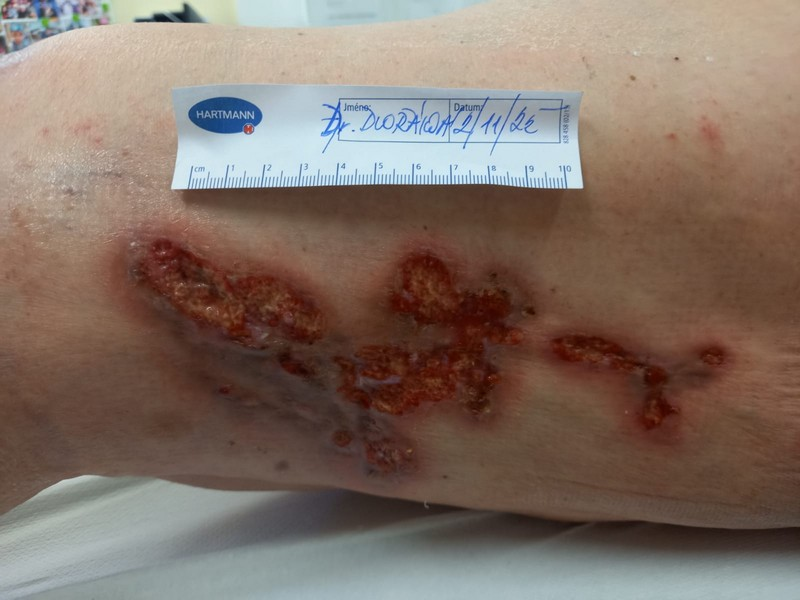 HARTMANN
Jméno: Datum:
Dr. DVORÁKOVÁ 2/11/22
cm 1 2 3 4 5 6 7 8 9 10